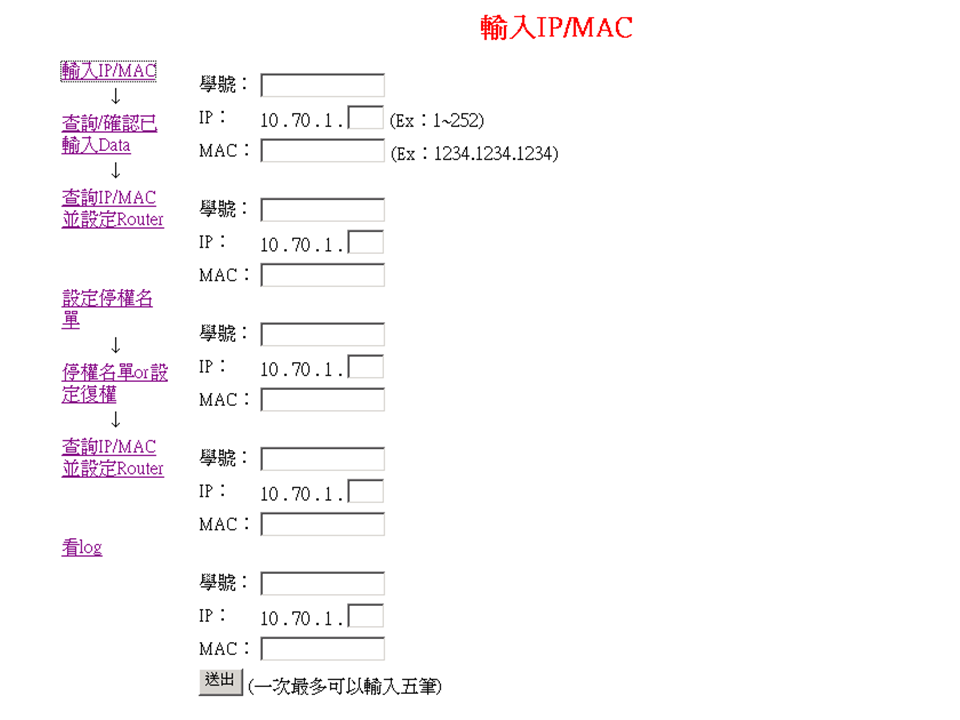 輸入IP/MAC
輸入IP/MAC
↓
查詢/確認已
輸入Data
↓
查詢IP/MAC
並設定Router
設定停權名
單
↓
停權名單or設
定復權
↓
查詢IP/MAC
並設定Router
看log
學號：
IP： 10.70.1. (Ex：1~252)
MAC： (Ex：1234.1234.1234)
學號：
IP： 10.70.1.
MAC：
學號：
IP： 10.70.1.
MAC：
學號：
IP： 10.70.1.
MAC：
學號：
IP： 10.70.1.
MAC：
送出 (一次最多可以輸入五筆)